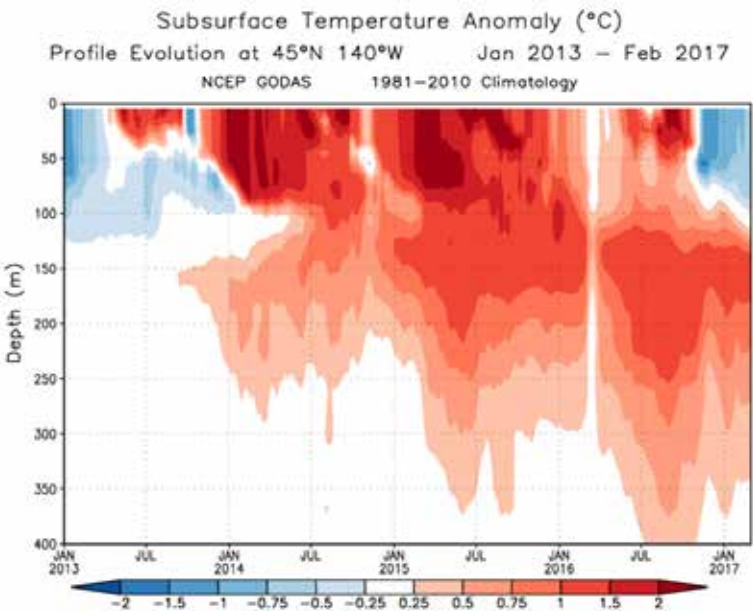 Subsurface Temperature Anomaly (°C)
Profile Evolution at 45°N 140°W Jan 2013 – Feb 2017
NCEP GODAS 1981–2010 Climatology
0
50
100
150
200
250
300
350
400
Depth (m)
JAN JUL JAN JUL JAN JUL JAN JUL JAN
2013 2014 2015 2016 2017
-2 -1.5 -1 -0.75 -0.5 -0.25 0.25 0.5 0.75 1 1.5 2